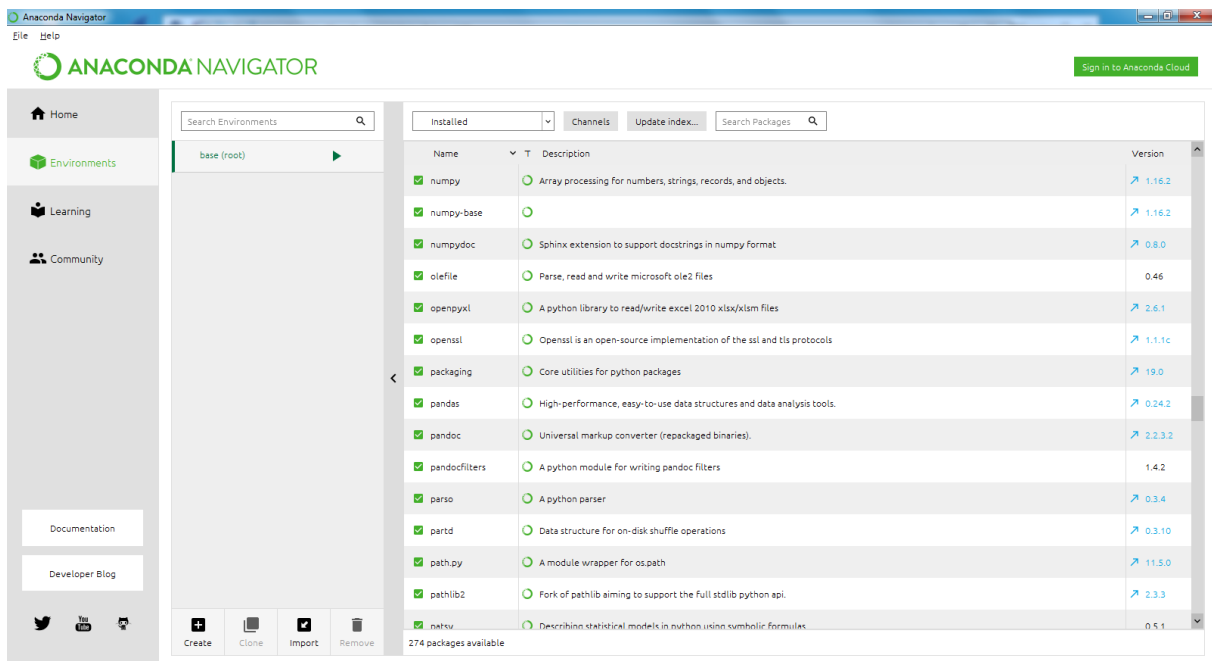 Anaconda Navigator
File Help
ANACONDA NAVIGATOR
Sign in to Anaconda Cloud
Home
Environments
Learning
Community
Documentation
Developer Blog
You Tube
Search Environments
base (root)
Create Clone Import Remove
Installed Channels Update index... Search Packages
Name T Description Version
numpy Array processing for numbers, strings, records, and objects. 1.16.2
numpy-base 1.16.2
numpydoc Sphinx extension to support docstrings in numpy format 0.8.0
olefile Parse, read and write microsoft ole2 files 0.46
openpyxl A python library to read/write excel 2010 xlsx/xlsm files 2.6.1
openssl Openssl is an open-source implementation of the ssl and tls protocols 1.1.1c
packaging Core utilities for python packages 19.0
pandas High-performance, easy-to-use data structures and data analysis tools. 0.24.2
pandoc Universal markup converter (repackaged binaries). 2.2.3.2
pandocfilters A python module for writing pandoc filters 1.4.2
parso A python parser 0.3.4
partd Data structure for on-disk shuffle operations 0.3.10
path.py A module wrapper for os.path 11.5.0
pathlib2 Fork of pathlib aiming to support the full stdlib python api. 2.3.3
patsy Describing statistical models in python using symbolic formulas 0.5.1
274 packages available